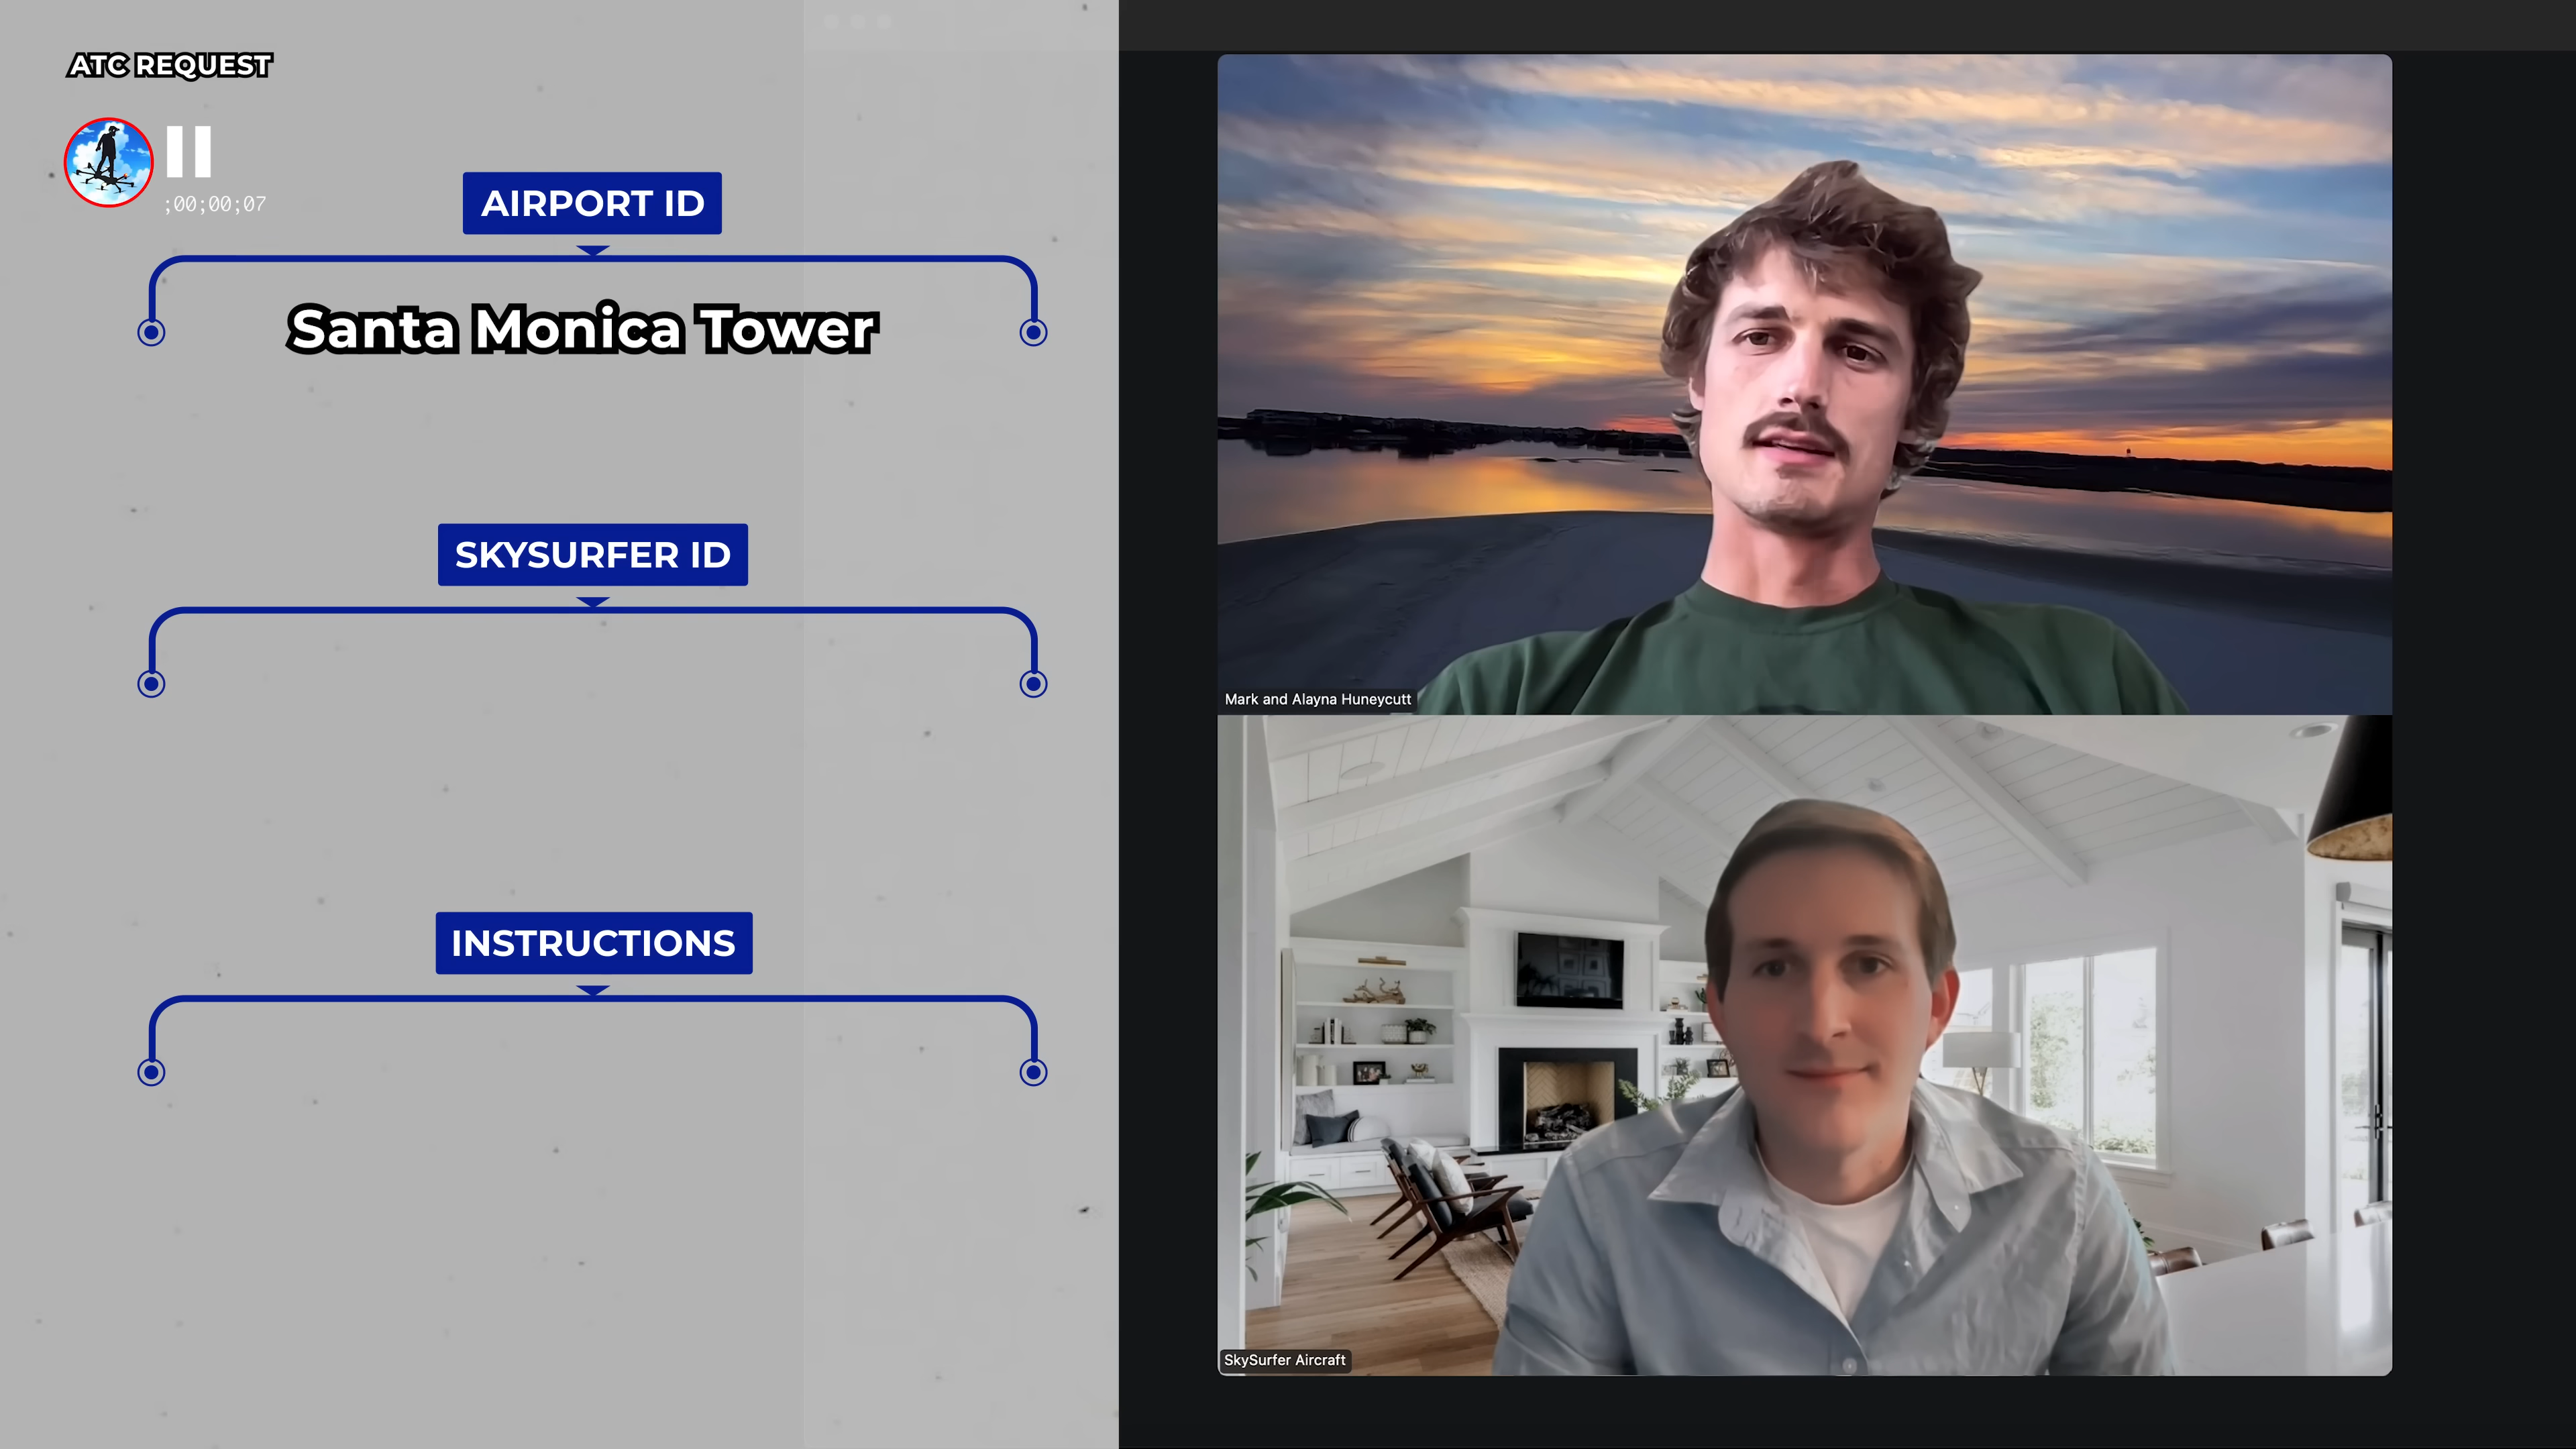 ATC REQUEST
;00;00;07
AIRPORT ID
Santa Monica Tower
SKYSURFER ID
INSTRUCTIONS
Mark and Alayna Huneycutt
SkySurfer Aircraft